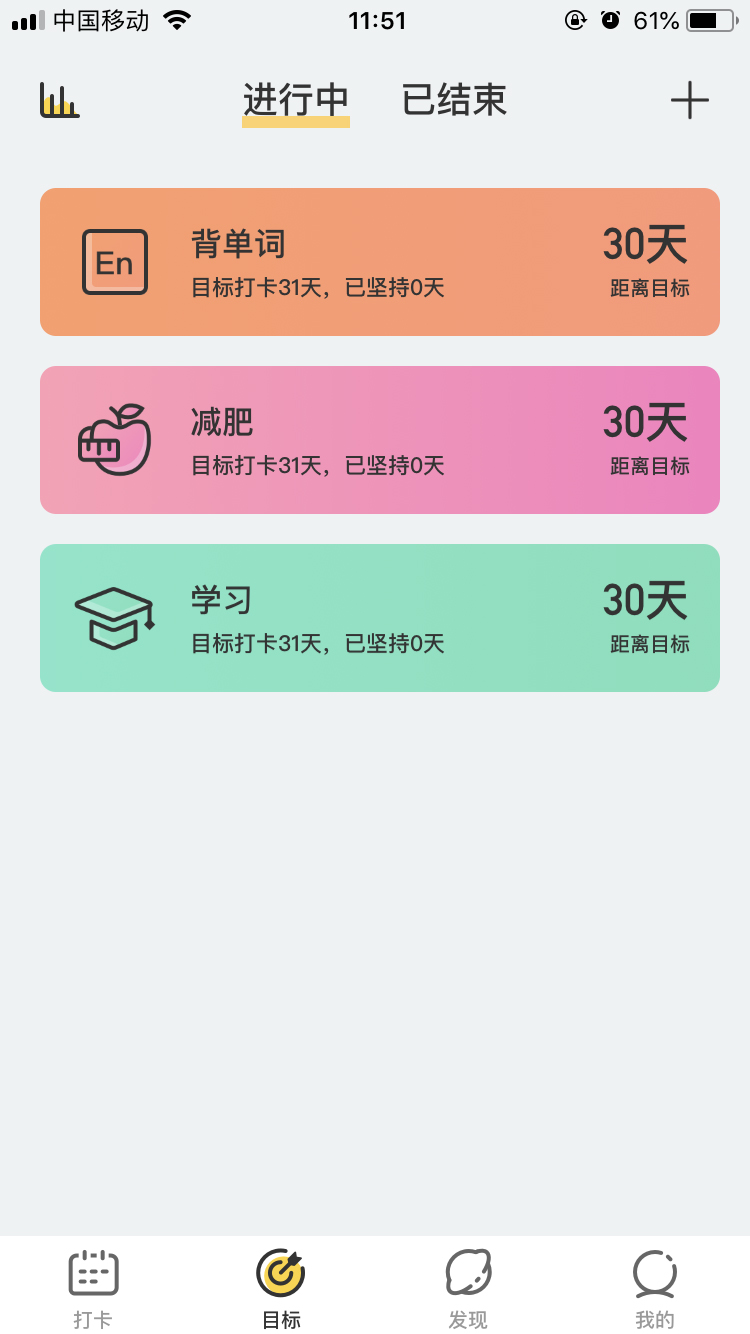 中国移动 11:51 61%
进行中 已结束
En
背单词 30天
目标打卡31天，已坚持0天 距离目标
减肥 30天
目标打卡31天，已坚持0天 距离目标
学习 30天
目标打卡31天，已坚持0天 距离目标
打卡 目标 发现 我的